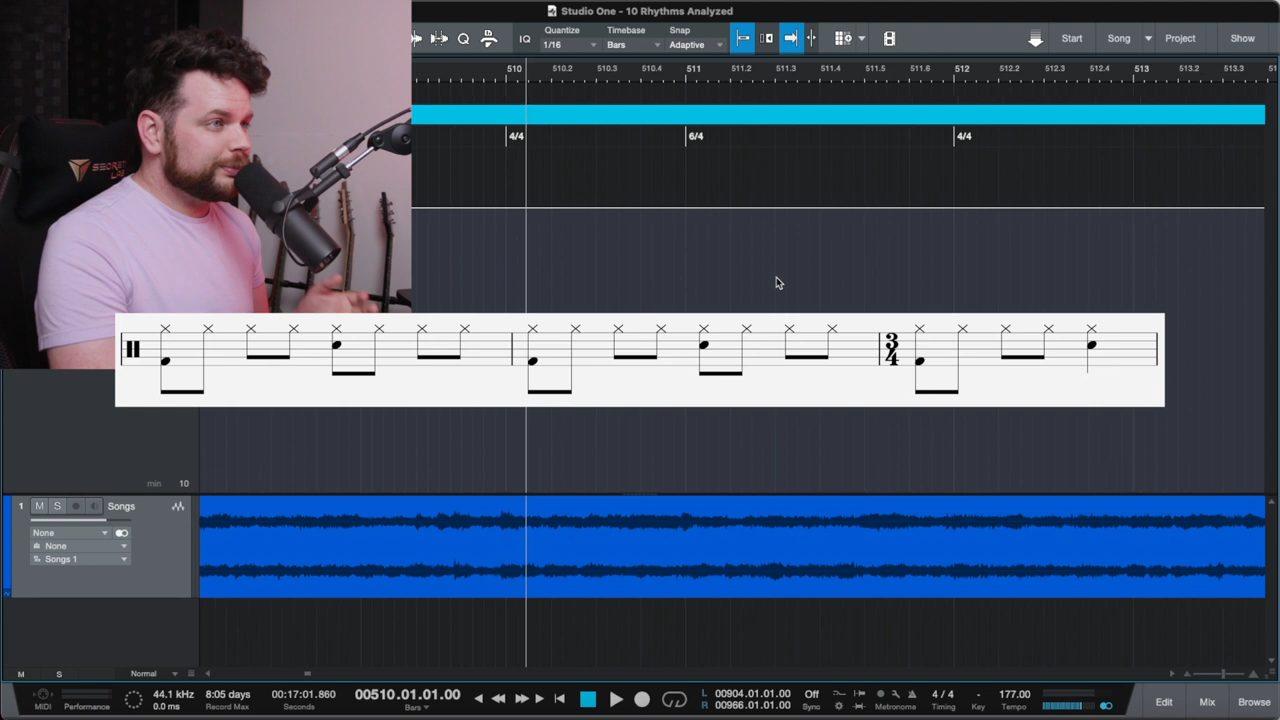 Studio One - 10 Rhythms Analyzed
IQ
Quantize
1/16
Timebase
Bars
Snap
Adaptive
Start
Song
Project
Show
510
510.2
510.3
510.4
511
511.2
511.3
511.4
511.5
511.6
512
512.2
512.3
512.4
513
513.2
513.3
4/4
6/4
4/4
SECRET
LAB
3
4
min 10
1 M S Songs
None
None
Songs 1
M S Normal
MIDI
Performance
44.1 kHz
0.0 ms
8:05 days
Record Max
00:17:01.860
Seconds
00510.01.01.00
Bars
L 00904.01.01.00
R 00966.01.01.00
Off
Sync
Metronome
4 / 4
Timing
-
Key
177.00
Tempo
Edit
Mix
Browse